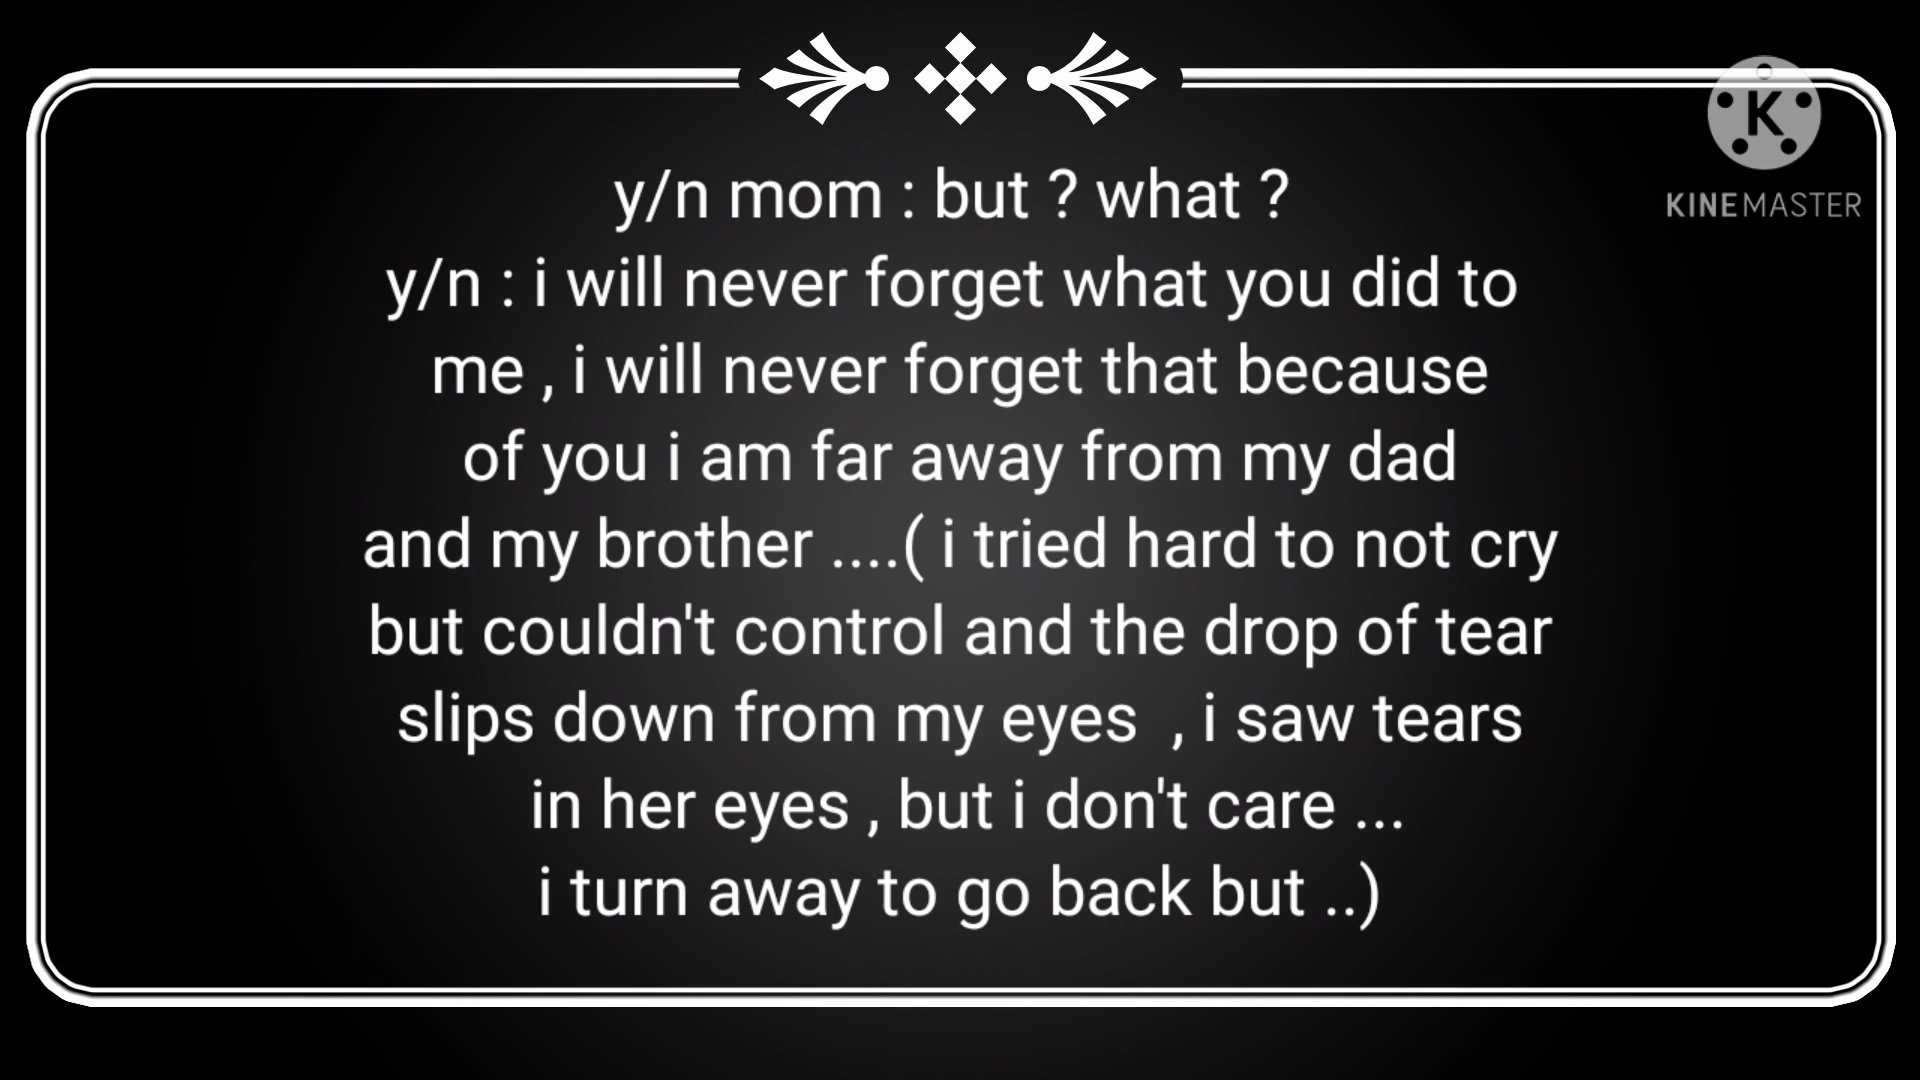 y/n mom : but ? what ?
y/n : i will never forget what you did to
me , i will never forget that because
of you i am far away from my dad
and my brother ....( i tried hard to not cry
but couldn't control and the drop of tear
slips down from my eyes  , i saw tears
in her eyes , but i don't care ...
i turn away to go back but ..)
K
KINEMASTER